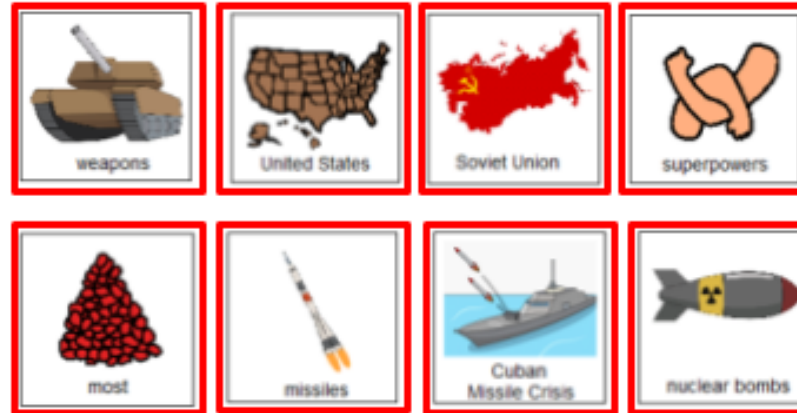 weapons
United States
Soviet Union
superpowers
most
missiles
Cuban
Missile Crisis
nuclear bombs